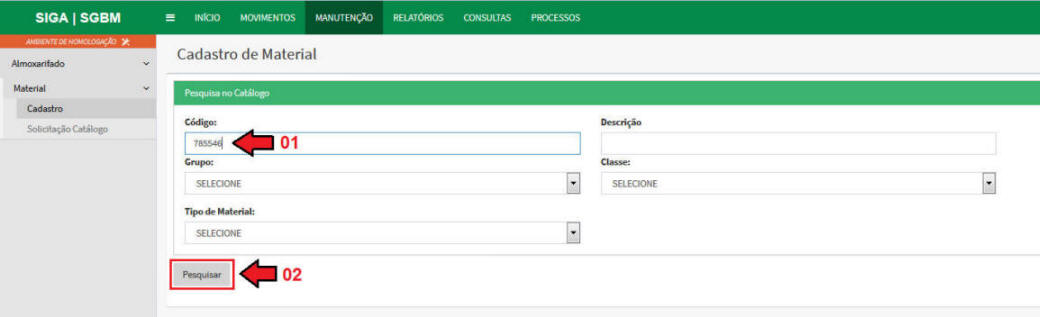 SIGA | SGBM INÍCIO MOVIMENTOS MANUTENÇÃO RELATÓRIOS CONSULTAS PROCESSOS
AMBIENTE DE HOMOLOGAÇÃO
Almoxarifado
Material
Cadastro
Solicitação Catálogo
Cadastro de Material
Pesquisa no Catálogo
Código: Descrição
785546 01
Grupo: Classe:
SELECIONE SELECIONE
Tipo de Material:
SELECIONE
Pesquisar 02